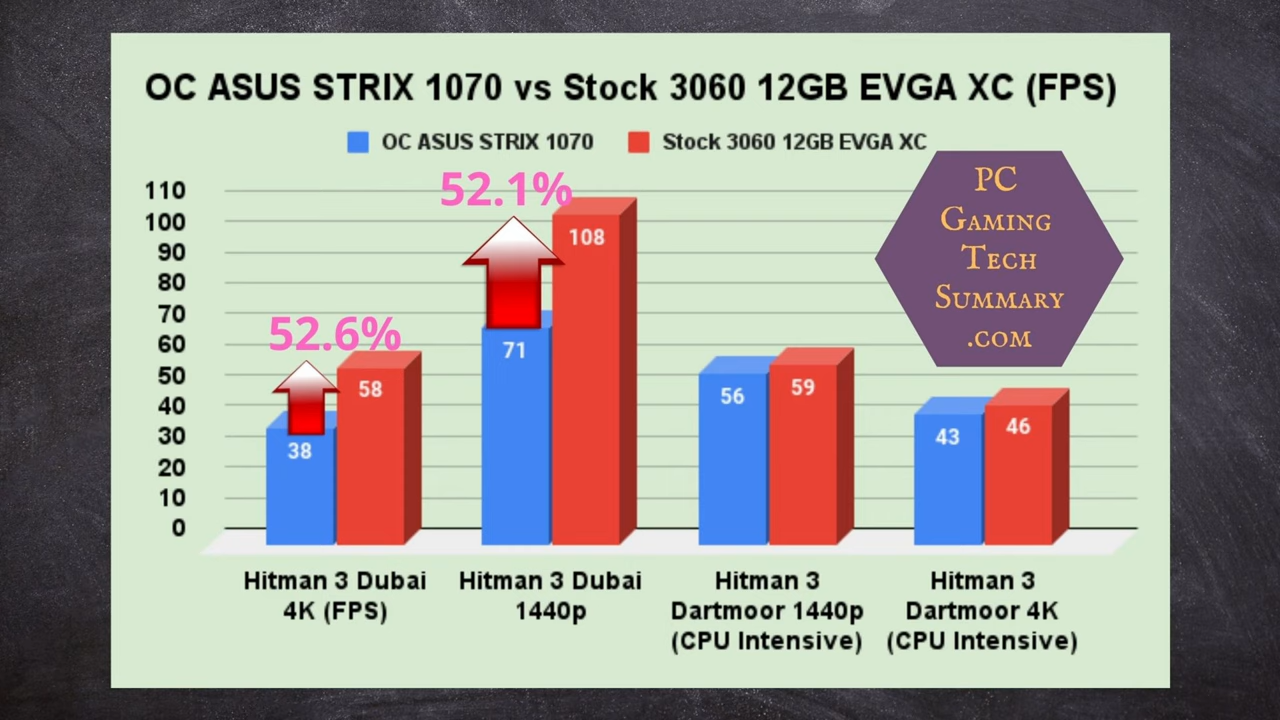 OC ASUS STRIX 1070 vs Stock 3060 12GB EVGA XC (FPS)
OC ASUS STRIX 1070
Stock 3060 12GB EVGA XC
110
100
90
80
70
60
50
40
30
20
10
0
52.6%
52.1%
38
58
71
108
56
59
43
46
Hitman 3 Dubai
4K (FPS)
Hitman 3 Dubai
1440p
Hitman 3
Dartmoor 1440p
(CPU Intensive)
Hitman 3
Dartmoor 4K
(CPU Intensive)
PC
Gaming
Tech
Summary
.com